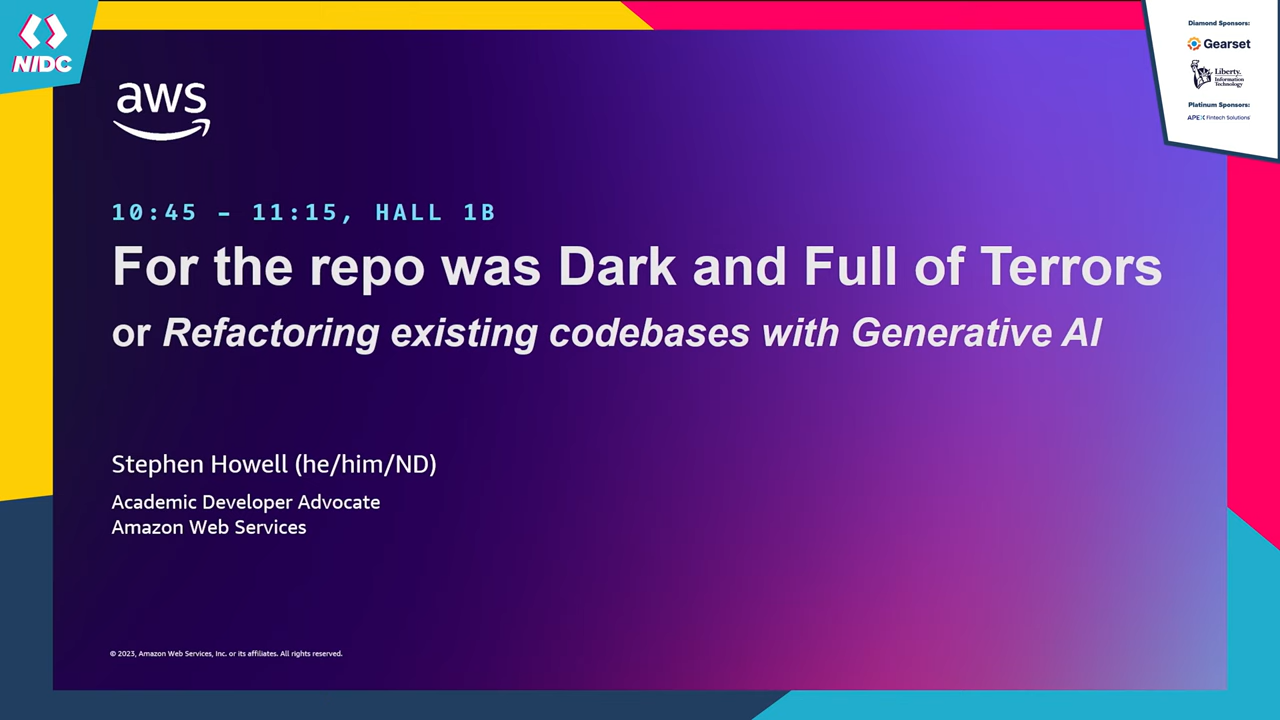 NIDC
Diamond Sponsors:
Gearset
Liberty.
Information
Technology
Platinum Sponsors:
APEX Fintech Solutions
aws
10:45 – 11:15, HALL 1B
For the repo was Dark and Full of Terrors
or Refactoring existing codebases with Generative AI
Stephen Howell (he/him/ND)
Academic Developer Advocate
Amazon Web Services
© 2023, Amazon Web Services, Inc. or its affiliates. All rights reserved.